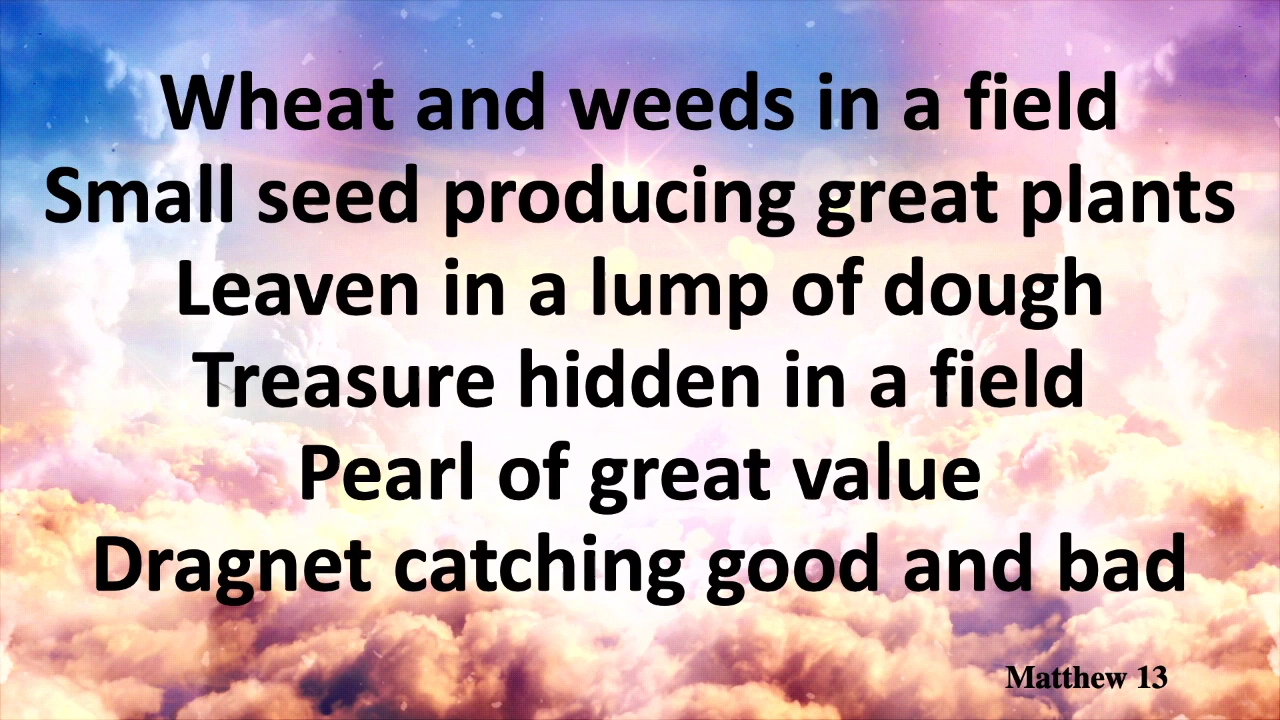 Wheat and weeds in a field
Small seed producing great plants
Leaven in a lump of dough
Treasure hidden in a field
Pearl of great value
Dragnet catching good and bad
Matthew 13